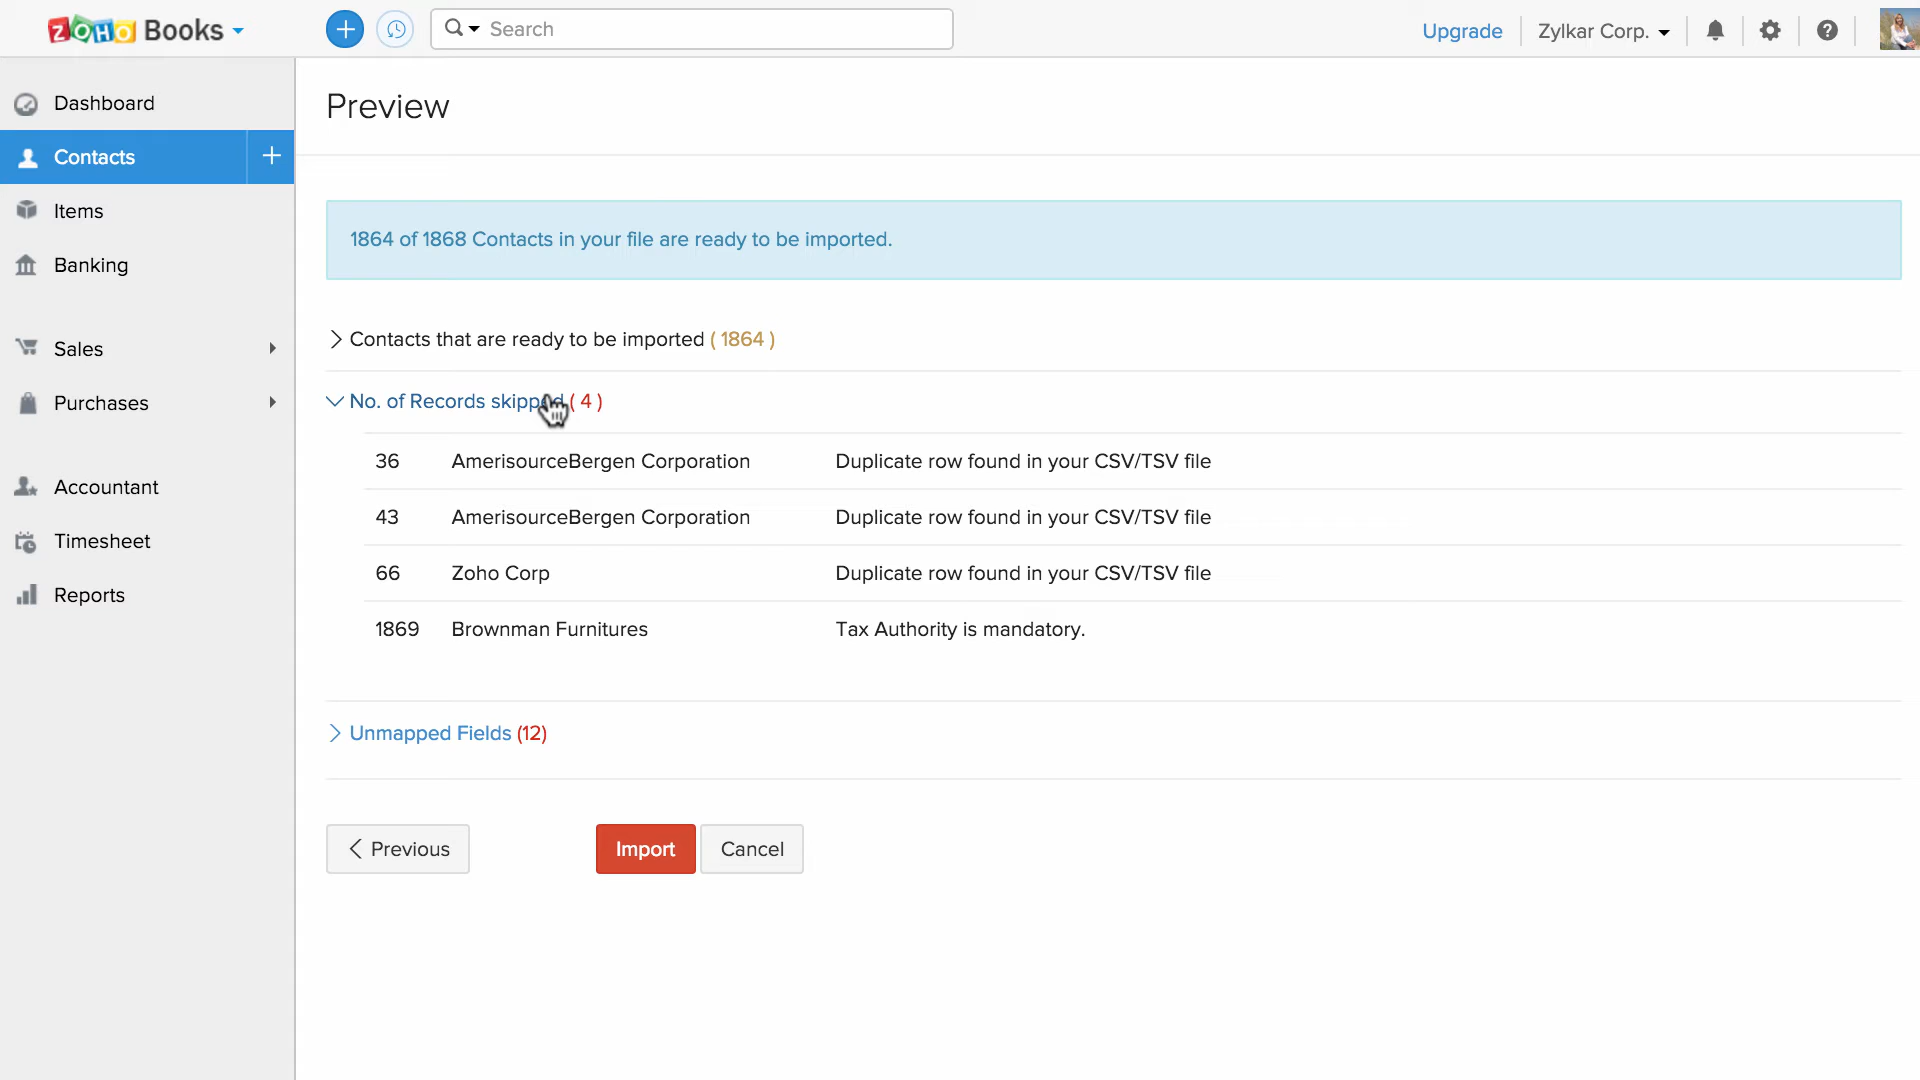 ZOHO Books
Search
Upgrade
Zylkar Corp.
Dashboard
Contacts
Items
Banking
Sales
Purchases
Accountant
Timesheet
Reports
Preview
1864 of 1868 Contacts in your file are ready to be imported.
Contacts that are ready to be imported ( 1864 )
No. of Records skipped ( 4 )
36 AmerisourceBergen Corporation Duplicate row found in your CSV/TSV file
43 AmerisourceBergen Corporation Duplicate row found in your CSV/TSV file
66 Zoho Corp Duplicate row found in your CSV/TSV file
1869 Brownman Furnitures Tax Authority is mandatory.
Unmapped Fields (12)
Previous
Import
Cancel